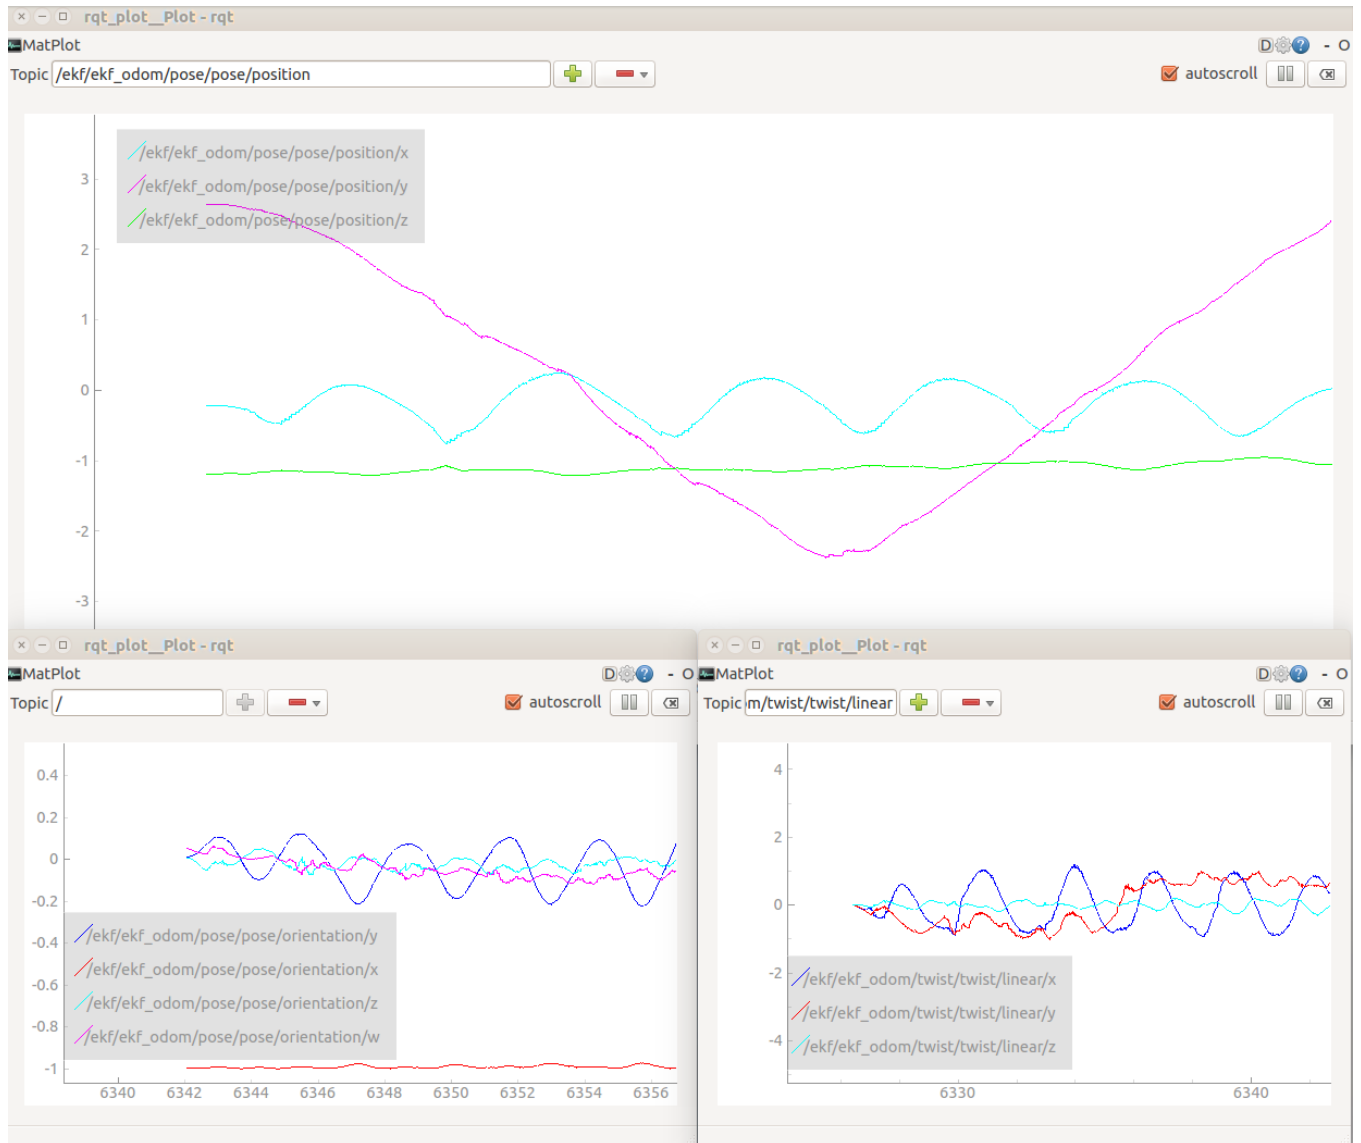 rqt_plot__Plot - rqt
MatPlot
D ? - O
Topic /ekf/ekf_odom/pose/pose/position
autoscroll
/ekf/ekf_odom/pose/pose/position/x
/ekf/ekf_odom/pose/pose/position/y
/ekf/ekf_odom/pose/pose/position/z
3
2
1
0
-1
-2
-3
rqt_plot__Plot - rqt
MatPlot
D ? - O
Topic /
autoscroll
0.4
0.2
0
-0.2
-0.4
-0.6
-0.8
-1
/ekf/ekf_odom/pose/pose/orientation/y
/ekf/ekf_odom/pose/pose/orientation/x
/ekf/ekf_odom/pose/pose/orientation/z
/ekf/ekf_odom/pose/pose/orientation/w
6340 6342 6344 6346 6348 6350 6352 6354 6356
rqt_plot__Plot - rqt
MatPlot
D ? - O
Topic m/twist/twist/linear
autoscroll
4
2
0
-2
-4
/ekf/ekf_odom/twist/twist/linear/x
/ekf/ekf_odom/twist/twist/linear/y
/ekf/ekf_odom/twist/twist/linear/z
6330 6340